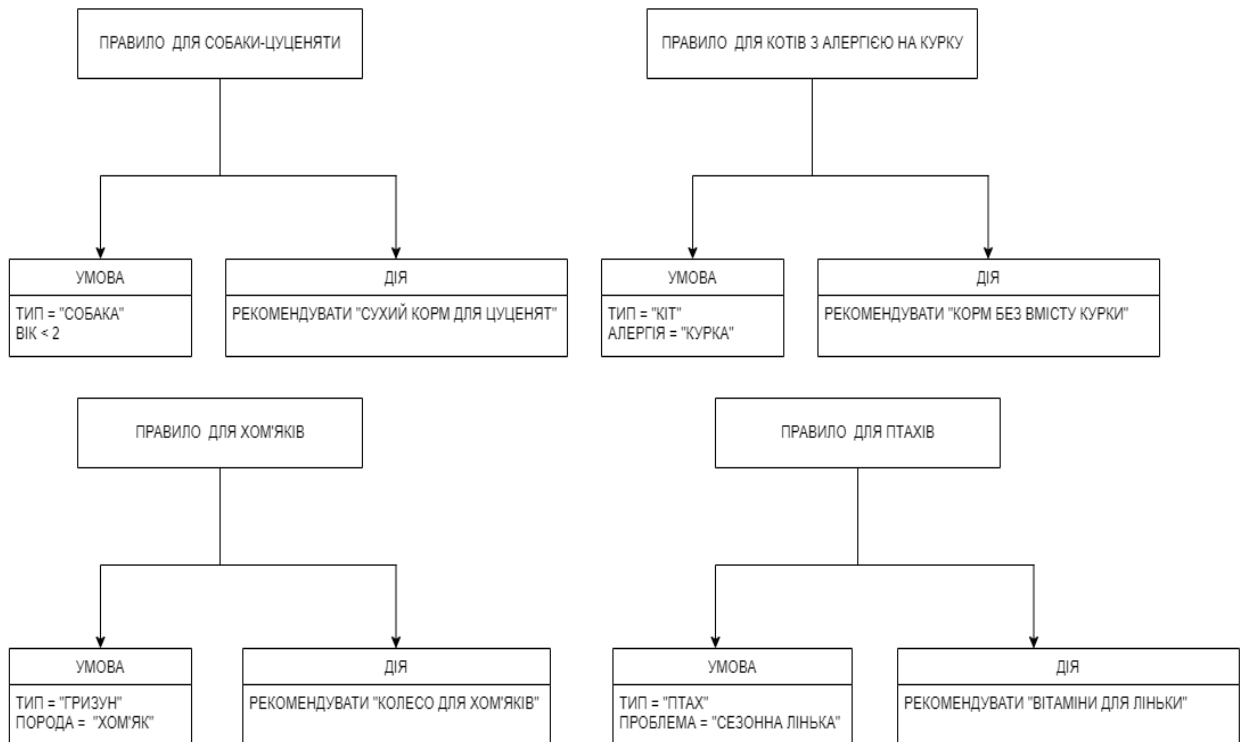 ПРАВИЛО ДЛЯ СОБАКИ-ЦУЦЕНЯТИ
ПРАВИЛО ДЛЯ КОТІВ З АЛЕРГІЄЮ НА КУРКУ
УМОВА
ТИП = "СОБАКА"
ВІК < 2
ДІЯ
РЕКОМЕНДУВАТИ "СУХИЙ КОРМ ДЛЯ ЦУЦЕНЯТ"
УМОВА
ТИП = "КІТ"
АЛЕРГІЯ = "КУРКА"
ДІЯ
РЕКОМЕНДУВАТИ "КОРМ БЕЗ ВМІСТУ КУРКИ"
ПРАВИЛО ДЛЯ ХОМ'ЯКІВ
ПРАВИЛО ДЛЯ ПТАХІВ
УМОВА
ТИП = "ГРИЗУН"
ПОРОДА = "ХОМ'ЯК"
ДІЯ
РЕКОМЕНДУВАТИ "КОЛЕСО ДЛЯ ХОМ'ЯКІВ"
УМОВА
ТИП = "ПТАХ"
ПРОБЛЕМА = "СЕЗОННА ЛІНЬКА"
ДІЯ
РЕКОМЕНДУВАТИ "ВІТАМІНИ ДЛЯ ЛІНЬКИ"